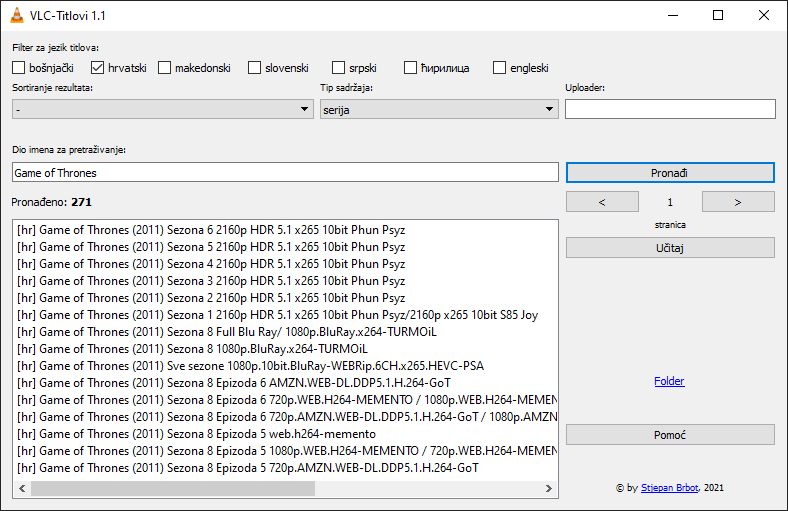 VLC-Titlovi 1.1
Filter za jezik titlova:
bošnjački hrvatski makedonski slovenski srpski ћирилица engleski
Sortiranje rezultata: Tip sadržaja: Uploader:
- serija
Dio imena za pretraživanje:
Game of Thrones Pronađi
Pronađeno: 271 < 1 >
stranica
[hr] Game of Thrones (2011) Sezona 6 2160p HDR 5.1 x265 10bit Phun Psyz
[hr] Game of Thrones (2011) Sezona 5 2160p HDR 5.1 x265 10bit Phun Psyz
Učitaj
[hr] Game of Thrones (2011) Sezona 4 2160p HDR 5.1 x265 10bit Phun Psyz
[hr] Game of Thrones (2011) Sezona 3 2160p HDR 5.1 x265 10bit Phun Psyz
[hr] Game of Thrones (2011) Sezona 2 2160p HDR 5.1 x265 10bit Phun Psyz
[hr] Game of Thrones (2011) Sezona 1 2160p HDR 5.1 x265 10bit Phun Psyz/2160p x265 10bit S85 Joy
[hr] Game of Thrones (2011) Sezona 8 Full Blu Ray/ 1080p.BluRay.x264-TURMOiL
[hr] Game of Thrones (2011) Sezona 8 1080p.BluRay.x264-TURMOiL
[hr] Game of Thrones (2011) Sve sezone 1080p.10bit.BluRay-WEBRip.6CH.x265.HEVC-PSA
[hr] Game of Thrones (2011) Sezona 8 Epizoda 6 AMZN.WEB-DL.DDP5.1.H.264-GoT
Folder
[hr] Game of Thrones (2011) Sezona 8 Epizoda 6 720p.WEB.H264-MEMENTO / 1080p.WEB.H264-MEMEN
[hr] Game of Thrones (2011) Sezona 8 Epizoda 6 720p.AMZN.WEB-DL.DDP5.1.H.264-GoT / 1080p.AMZN
[hr] Game of Thrones (2011) Sezona 8 Epizoda 5 web.h264-memento
Pomoć
[hr] Game of Thrones (2011) Sezona 8 Epizoda 5 1080p.WEB.H264-MEMENTO / 720p.WEB.H264-MEMEN
[hr] Game of Thrones (2011) Sezona 8 Epizoda 5 720p.AMZN.WEB-DL.DDP5.1.H.264-GoT
© by Stjepan Brbot, 2021